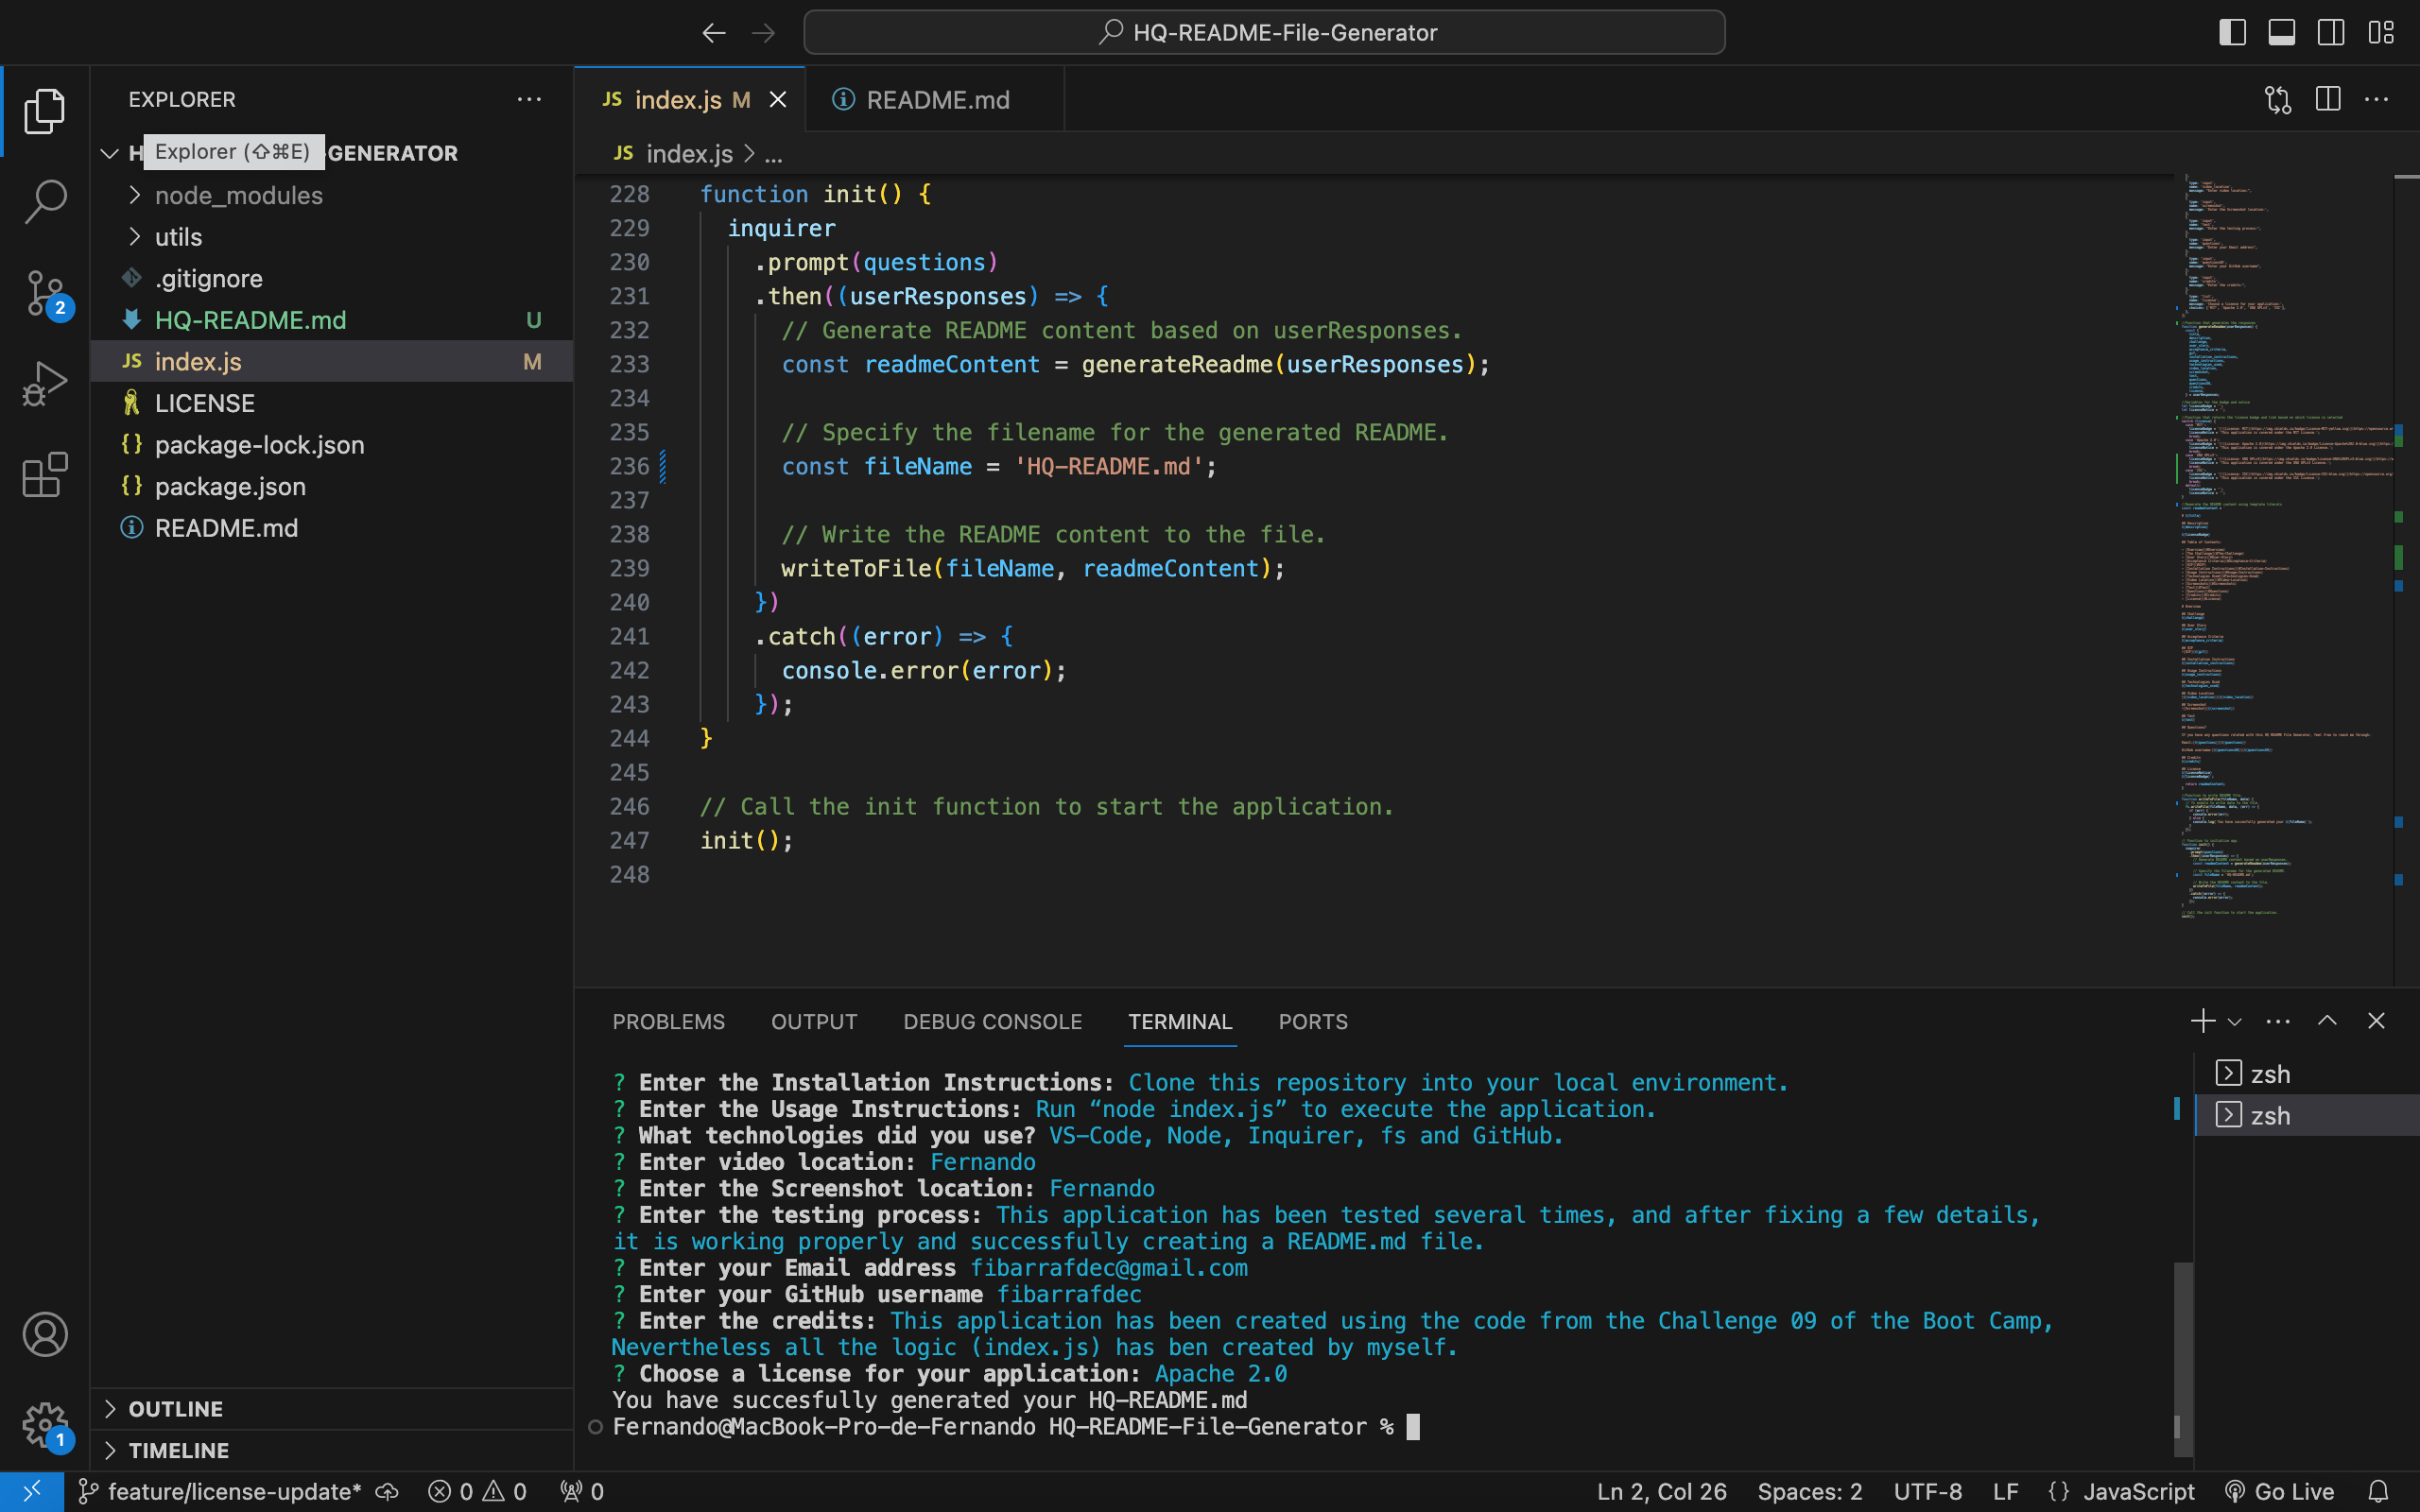 HQ-README-File-Generator
EXPLORER
index.js M
README.md
H Explorer (⇧⌘E) -GENERATOR
JS index.js > ...
node_modules
utils
.gitignore
HQ-README.md U
JS index.js M
LICENSE
package-lock.json
package.json
README.md
2
228 function init() {
229 inquirer
230 .prompt(questions)
231 .then((userResponses) => {
232 // Generate README content based on userResponses.
233 const readmeContent = generateReadme(userResponses);
234
235 // Specify the filename for the generated README.
236 const fileName = 'HQ-README.md';
237
238 // Write the README content to the file.
239 writeToFile(fileName, readmeContent);
240 })
241 .catch((error) => {
242 console.error(error);
243 });
244 }
245
246 // Call the init function to start the application.
247 init();
248
PROBLEMS OUTPUT DEBUG CONSOLE TERMINAL PORTS
? Enter the Installation Instructions: Clone this repository into your local environment.
? Enter the Usage Instructions: Run “node index.js” to execute the application.
? What technologies did you use? VS-Code, Node, Inquirer, fs and GitHub.
? Enter video location: Fernando
? Enter the Screenshot location: Fernando
? Enter the testing process: This application has been tested several times, and after fixing a few details,
it is working properly and successfully creating a README.md file.
? Enter your Email address fibarrafdec@gmail.com
? Enter your GitHub username fibarrafdec
? Enter the credits: This application has been created using the code from the Challenge 09 of the Boot Camp,
Nevertheless all the logic (index.js) has ben created by myself.
? Choose a license for your application: Apache 2.0
You have succesfully generated your HQ-README.md
Fernando@MacBook-Pro-de-Fernando HQ-README-File-Generator %
zsh
zsh
OUTLINE
TIMELINE
1
feature/license-update* 0 0 0 Ln 2, Col 26 Spaces: 2 UTF-8 LF {} JavaScript Go Live